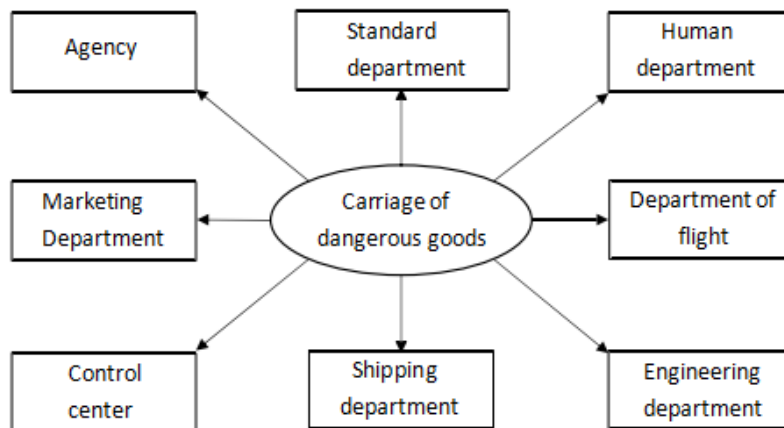 Agency
Standard
department
Human
department
Marketing
Department
Carriage of
dangerous goods
Department of
flight
Control
center
Shipping
department
Engineering
department